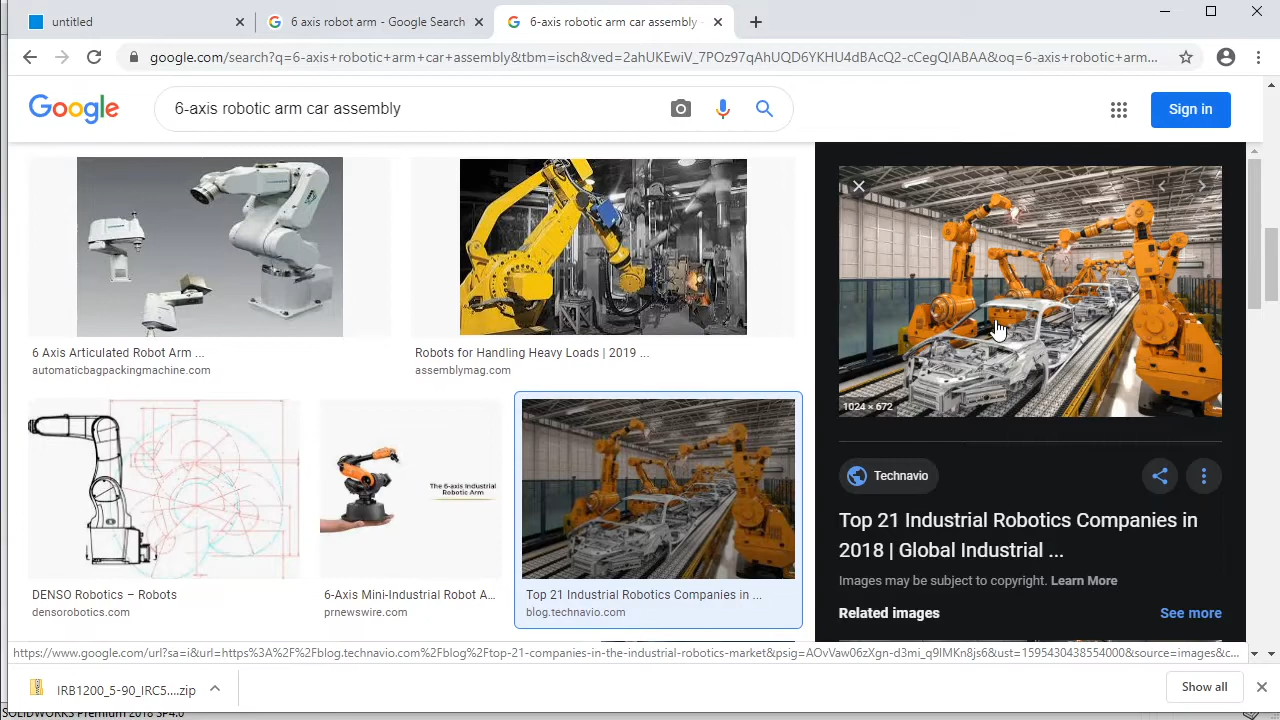 untitled
6 axis robot arm - Google Search
6-axis robotic arm car assembly -
google.com/search?q=6-axis+robotic+arm+car+assembly&tbm=isch&ved=2ahUKEwiV_7POz97qAhUQD6YKHU4dBAcQ2-cCegQIABAA&oq=6-axis+robotic+arm...
Google
6-axis robotic arm car assembly
Sign in
6 Axis Articulated Robot Arm ...
automaticbagpackingmachine.com
Robots for Handling Heavy Loads | 2019 ...
assemblymag.com
1024 × 672
The 6-axis Industrial
Robotic Arm
Technavio
Top 21 Industrial Robotics Companies in
2018 | Global Industrial ...
Images may be subject to copyright. Learn More
DENSO Robotics – Robots
densorobotics.com
6-Axis Mini-Industrial Robot A...
prnewswire.com
Top 21 Industrial Robotics Companies in ...
blog.technavio.com
Related images
See more
https://www.google.com/url?sa=i&url=https%3A%2F%2Fblog.technavio.com%2Fblog%2Ftop-21-companies-in-the-industrial-robotics-market&psig=AOvVaw06zXgn-d3mi_q9IMKn8js6&ust=1595430438554000&source=images&c...
IRB1200_5-90_IRC5....zip
Show all
SOLIDWORKS Premium 2018 SP4.0